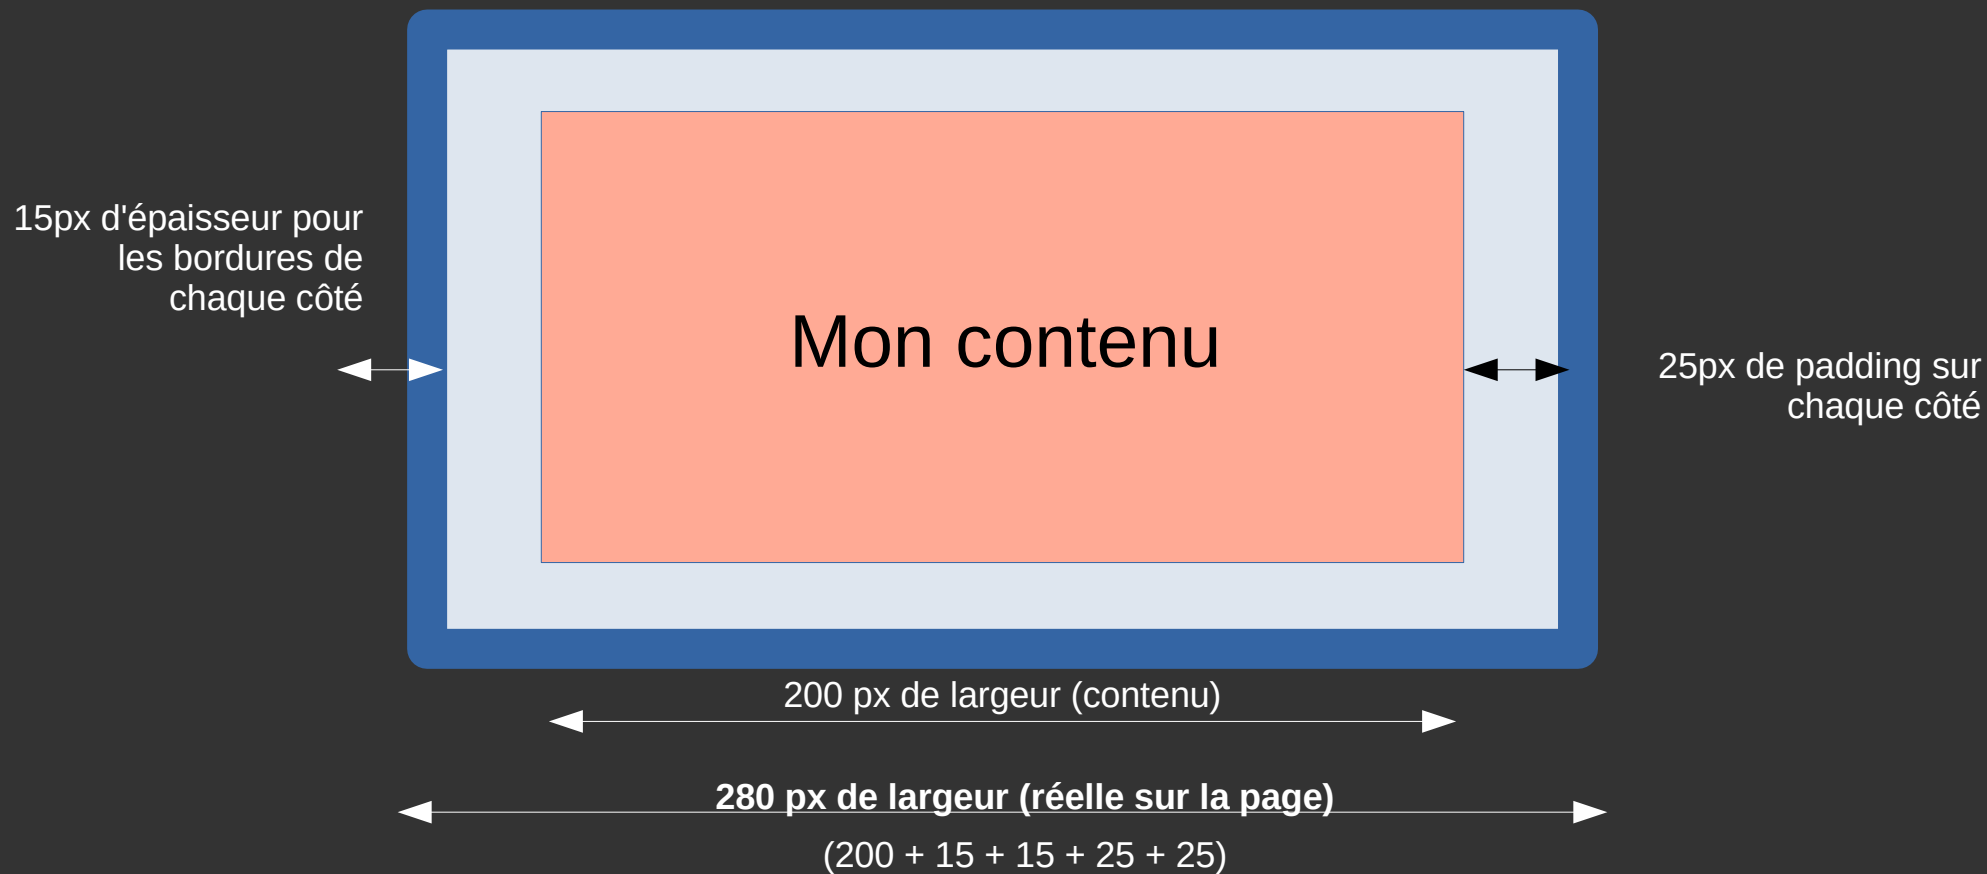 15px d'épaisseur pour
les bordures de
chaque côté
Mon contenu
25px de padding sur
chaque côté
200 px de largeur (contenu)
280 px de largeur (réelle sur la page)
(200 + 15 + 15 + 25 + 25)